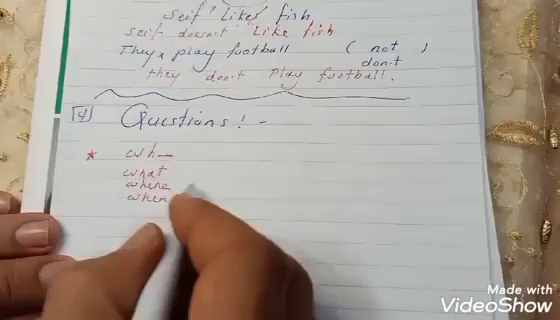 Seif ? Likes fish
Seif doesn't Like fish
They play football ( not )
don't
they don't play football.
[4] Questions! -
* wh_
what
where
when
Made with
VideoShow